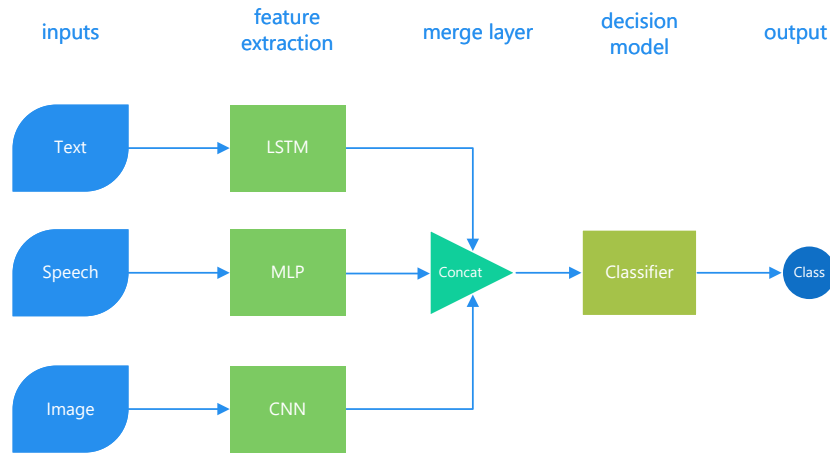 inputs
feature
extraction
merge layer
decision
model
output
Text
LSTM
Speech
MLP
Concat
Classifier
Class
Image
CNN